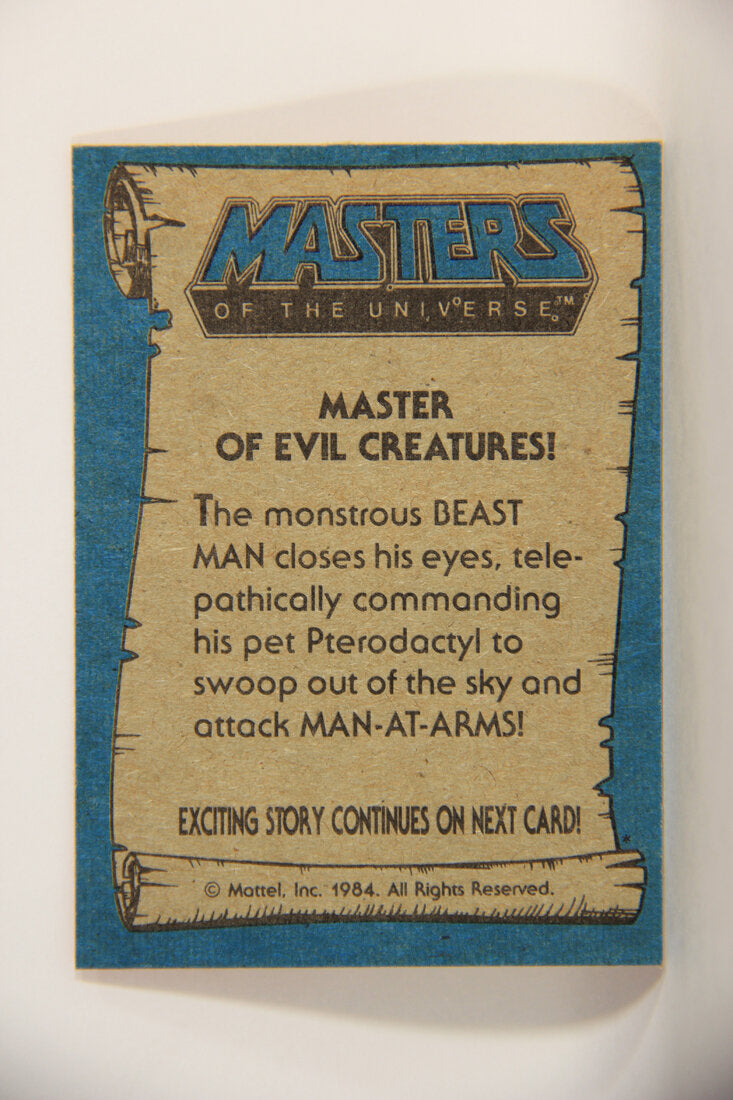 MASTERS
OF THE UNIVERSE.™
MASTER
OF EVIL CREATURES!
The monstrous BEAST
MAN closes his eyes, tele-
pathically commanding
his pet Pterodactyl to
swoop out of the sky and
attack MAN-AT-ARMS!
EXCITING STORY CONTINUES ON NEXT CARD!
*
© Mattel, Inc. 1984. All Rights Reserved.